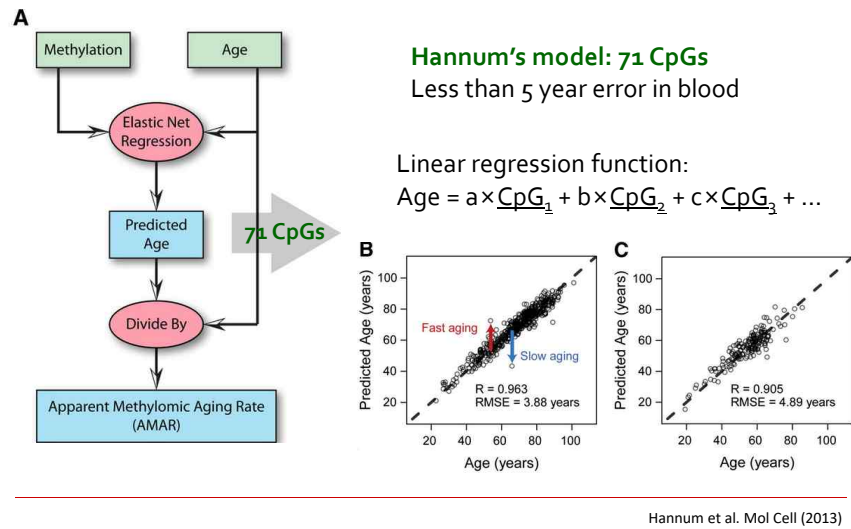 A
Methylation
Age
Elastic Net
Regression
Predicted
Age
71 CpGs
Divide By
Apparent Methylomic Aging Rate
(AMAR)
Hannum's model: 71 CpGs
Less than 5 year error in blood
Linear regression function:
Age = a×CpG₁ + b×CpG₂ + c×CpG₃ + ...
B
Predicted Age (years)
100
80
60
40
20
Fast aging
Slow aging
R = 0.963
RMSE = 3.88 years
20 40 60 80 100
Age (years)
C
Predicted Age (years)
100
80
60
40
20
R = 0.905
RMSE = 4.89 years
20 40 60 80 100
Age (years)
Hannum et al. Mol Cell (2013)